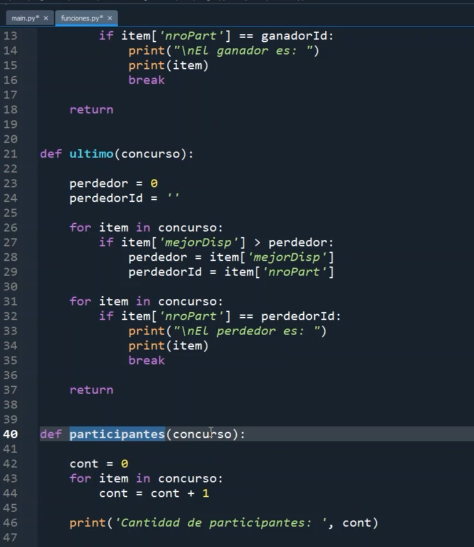 main.py* ×
funciones.py* ×
13 if item['nroPart'] == ganadorId:
14 print("\nEl ganador es: ")
15 print(item)
16 break
17
18 return
19
20
21 def ultimo(concurso):
22
23 perdedor = 0
24 perdedorId = ''
25
26 for item in concurso:
27 if item['mejorDisp'] > perdedor:
28 perdedor = item['mejorDisp']
29 perdedorId = item['nroPart']
30
31 for item in concurso:
32 if item['nroPart'] == perdedorId:
33 print("\nEl perdedor es: ")
34 print(item)
35 break
36
37 return
38
39
40 def participantes(concurso):
41
42 cont = 0
43 for item in concurso:
44 cont = cont + 1
45
46 print('Cantidad de participantes: ', cont)
47